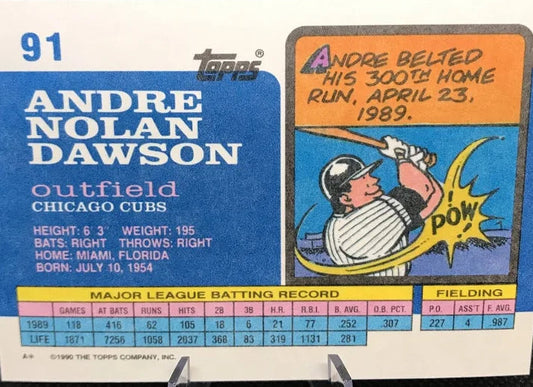 91
TOPPS®
ANDRE
NOLAN
DAWSON
outfield
CHICAGO CUBS
HEIGHT: 6' 3" WEIGHT: 195
BATS: RIGHT THROWS: RIGHT
HOME: MIAMI, FLORIDA
BORN: JULY 10, 1954
ANDRE BELTED
HIS 300TH HOME
RUN, APRIL 23,
1989.
POW!
MAJOR LEAGUE BATTING RECORD FIELDING
GAMES AT BATS RUNS HITS 2B 3B H.R. R.B.I. B. AVG. O.B. PCT. P.O. ASS'T F. AVG.
1989 118 416 62 105 18 6 21 77 .252 .307 227 4 .987
LIFE 1871 7256 1058 2037 368 83 319 1131 .281
A* ©1990 THE TOPPS COMPANY, INC.